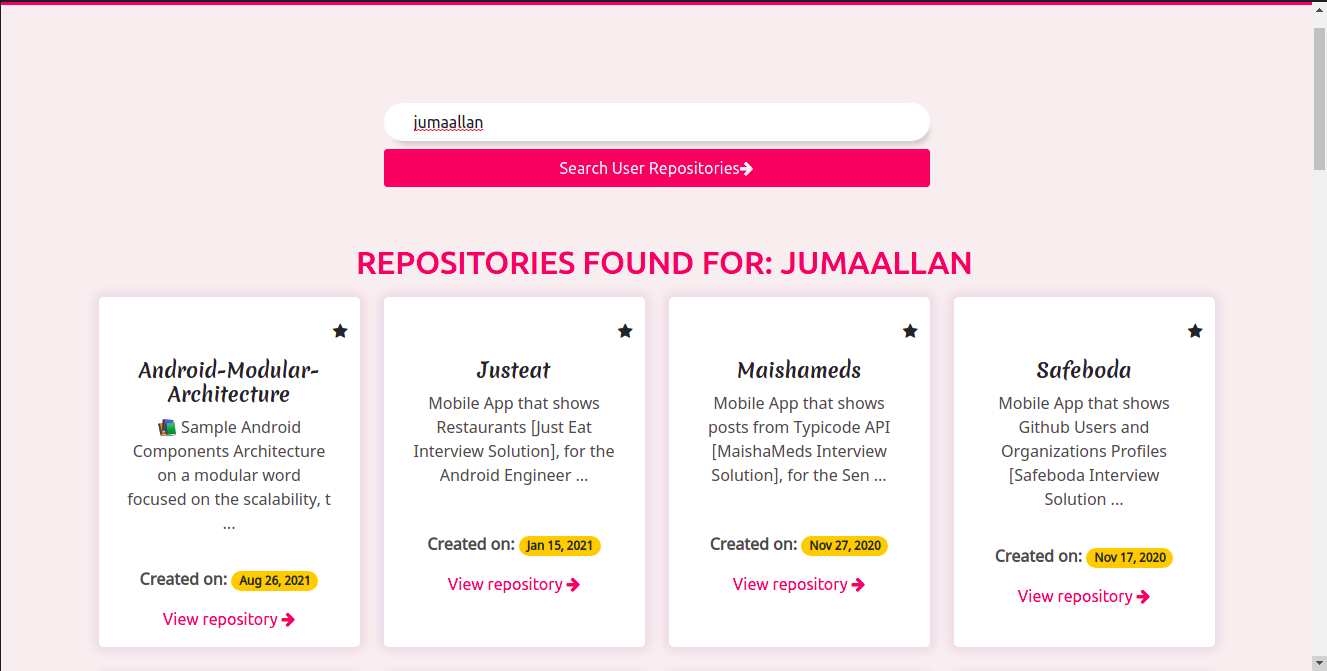 jumaallan
Search User Repositories
REPOSITORIES FOUND FOR: JUMAALLAN
Android-Modular-
Architecture
📚 Sample Android
Components Architecture
on a modular word
focused on the scalability, t
...
Created on: Aug 26, 2021
View repository
Justeat
Mobile App that shows
Restaurants [Just Eat
Interview Solution], for the
Android Engineer ...
Created on: Jan 15, 2021
View repository
Maishameds
Mobile App that shows
posts from Typicode API
[MaishaMeds Interview
Solution], for the Sen ...
Created on: Nov 27, 2020
View repository
Safeboda
Mobile App that shows
Github Users and
Organizations Profiles
[Safeboda Interview
Solution ...
Created on: Nov 17, 2020
View repository